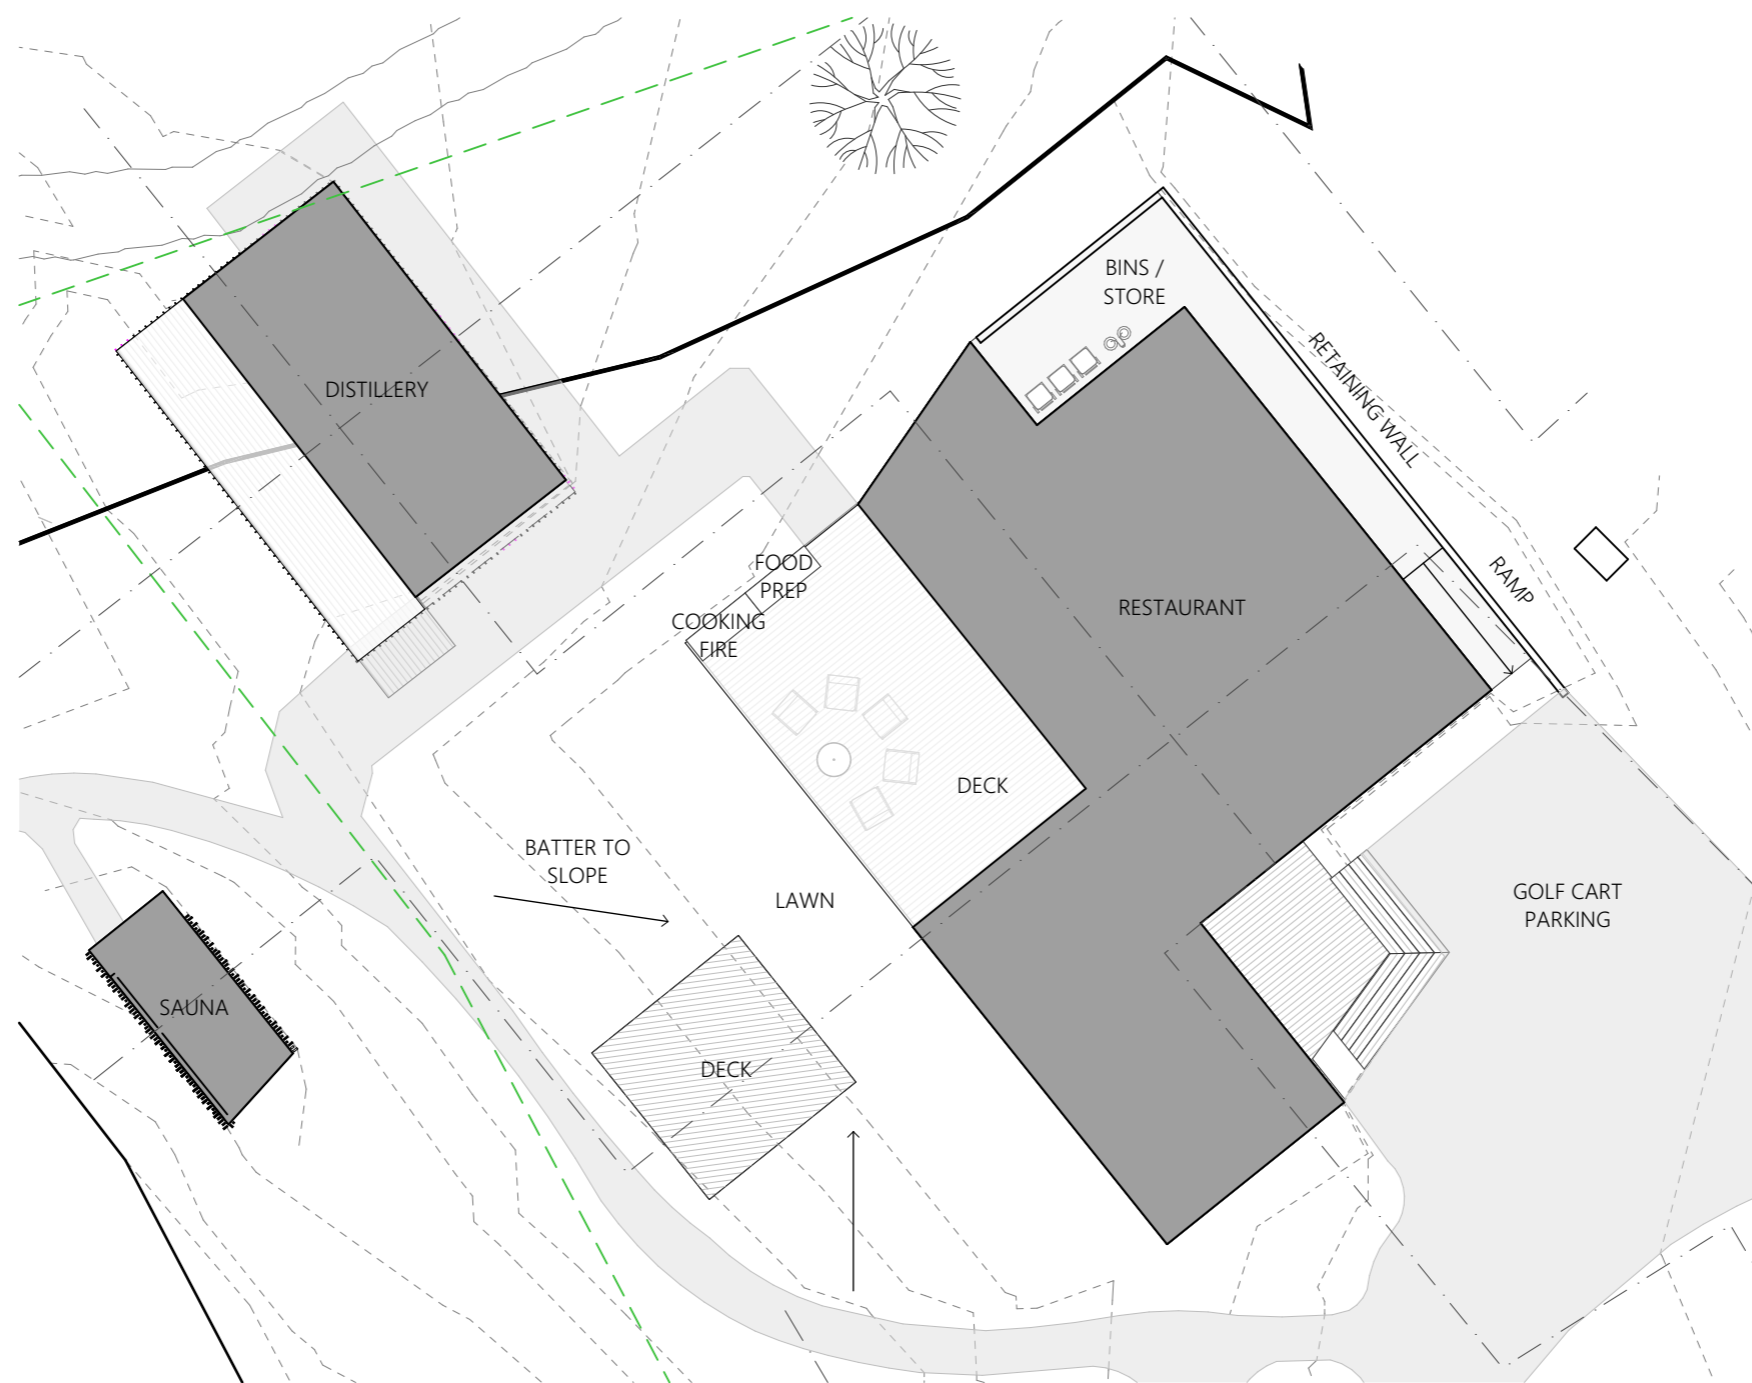 BINS /
STORE
RETAINING WALL
DISTILLERY
FOOD
PREP
RAMP
RESTAURANT
COOKING
FIRE
DECK
BATTER TO
SLOPE
LAWN
GOLF CART
PARKING
SAUNA
DECK